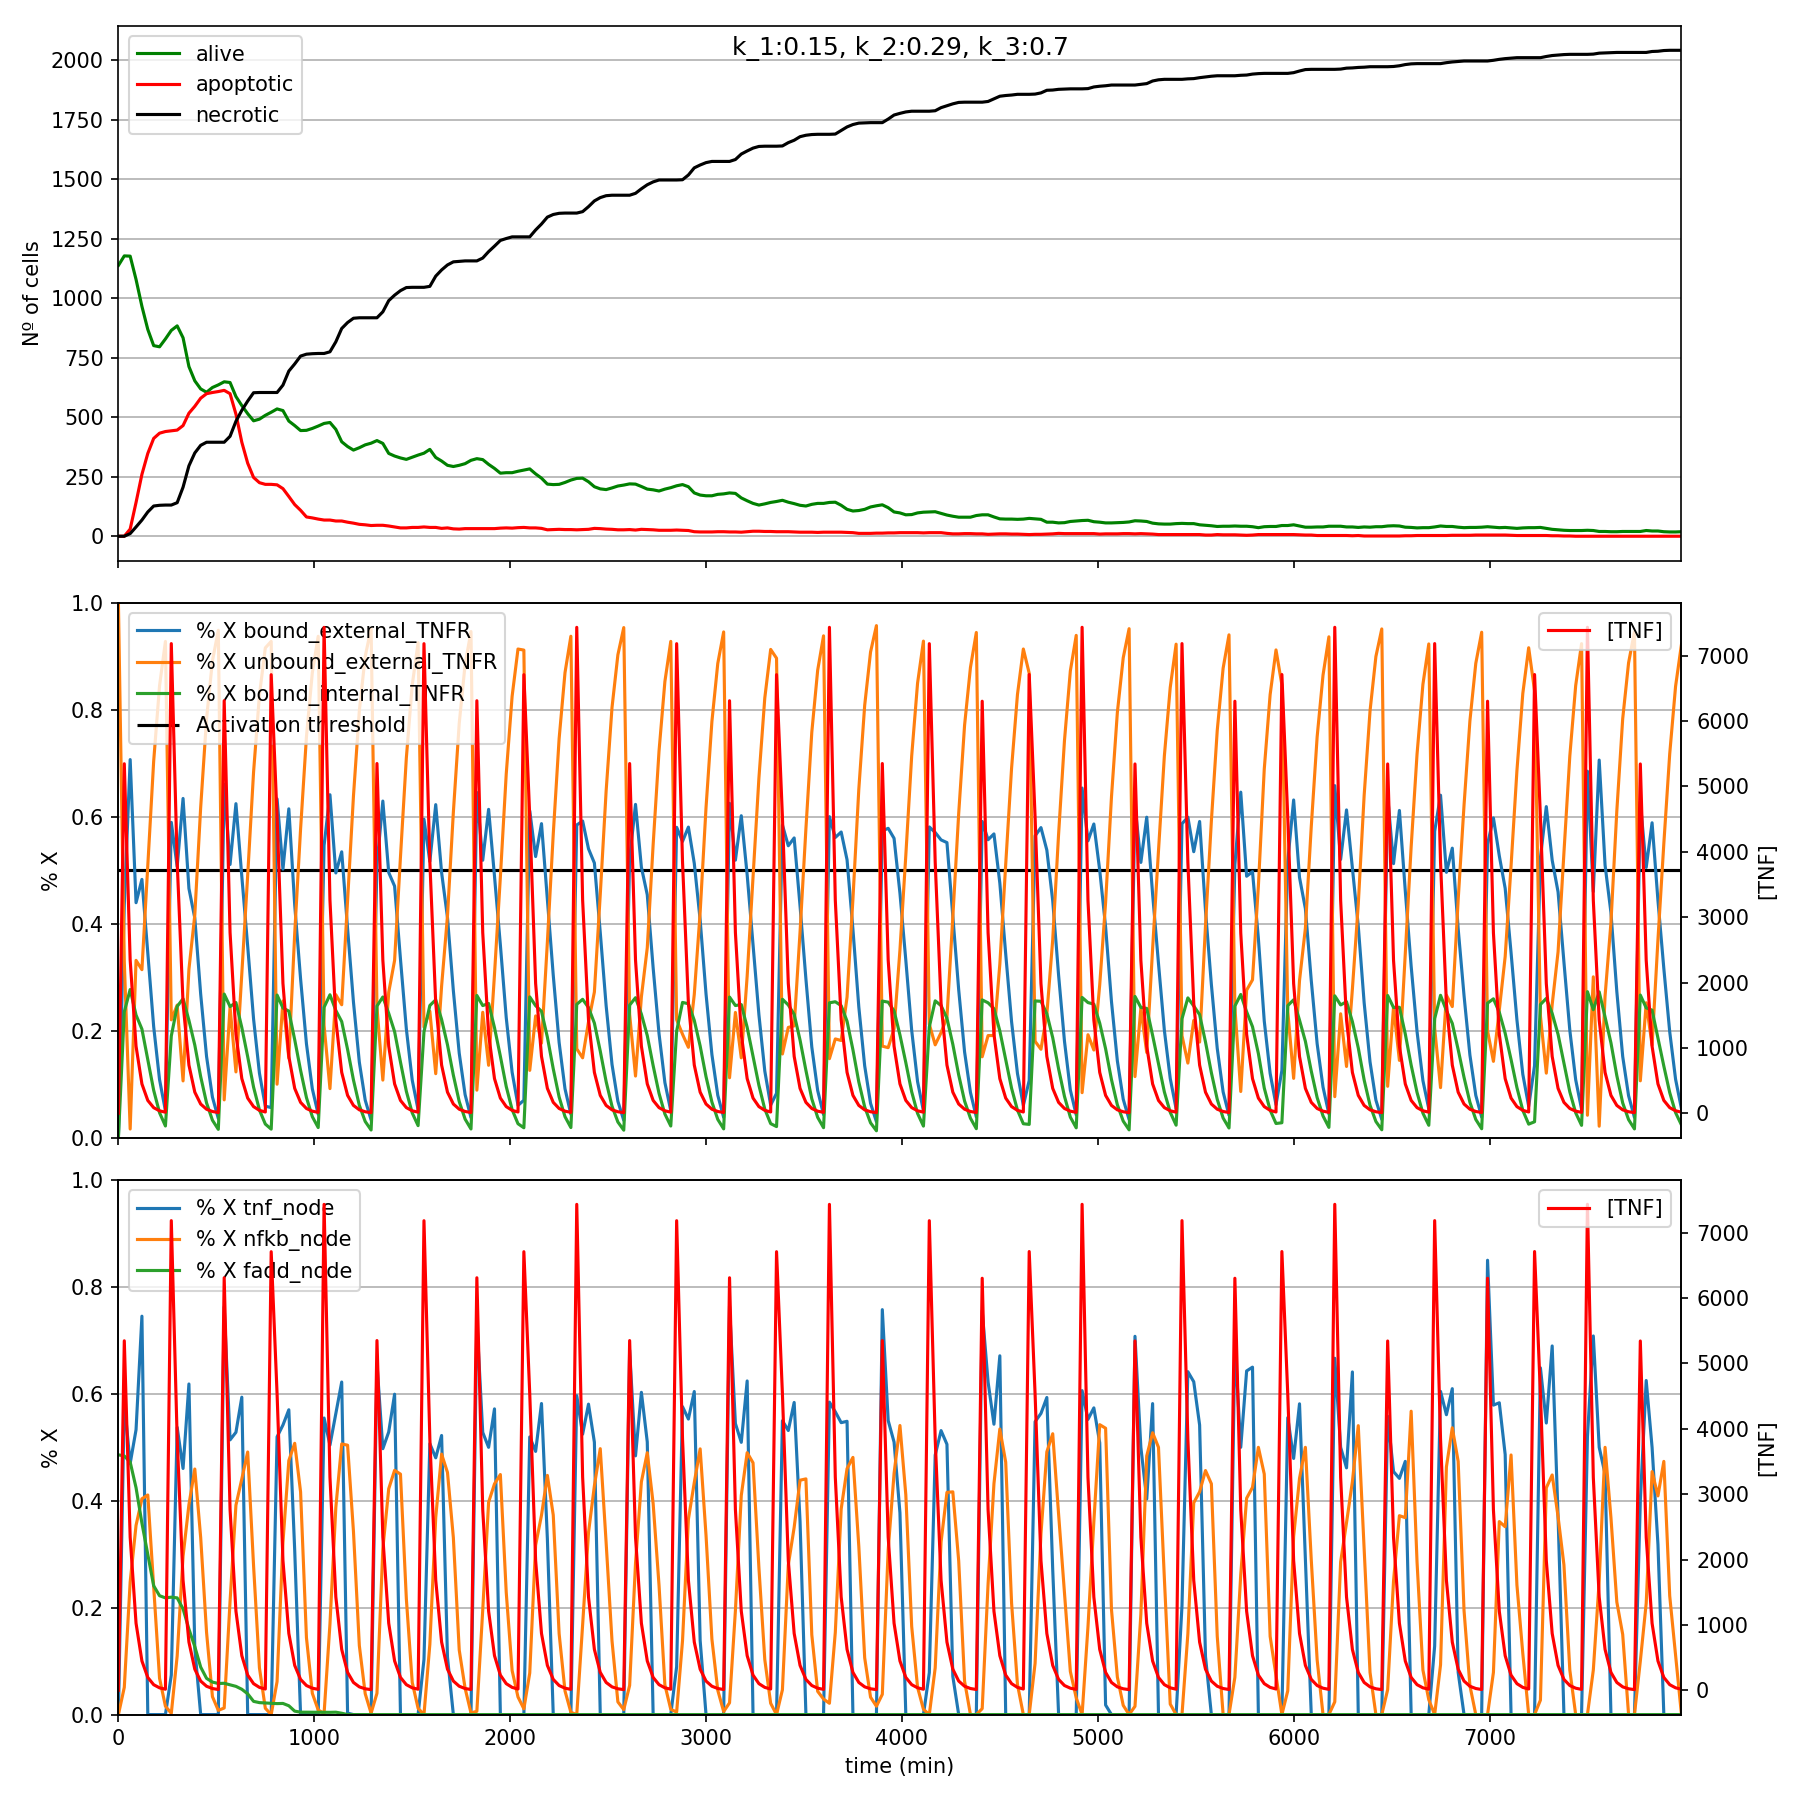 k_1:0.15, k_2:0.29, k_3:0.7
alive
apoptotic
necrotic
2000
1750
1500
1250
1000
750
500
250
0
Nº of cells
% X bound_external_TNFR
% X unbound_external_TNFR
% X bound_internal_TNFR
Activation threshold
[TNF]
1.0
0.8
0.6
0.4
0.2
0.0
% X
7000
6000
5000
4000
3000
2000
1000
0
[TNF]
% X tnf_node
% X nfkb_node
% X fadd_node
[TNF]
1.0
0.8
0.6
0.4
0.2
0.0
% X
7000
6000
5000
4000
3000
2000
1000
0
[TNF]
0 1000 2000 3000 4000 5000 6000 7000
time (min)